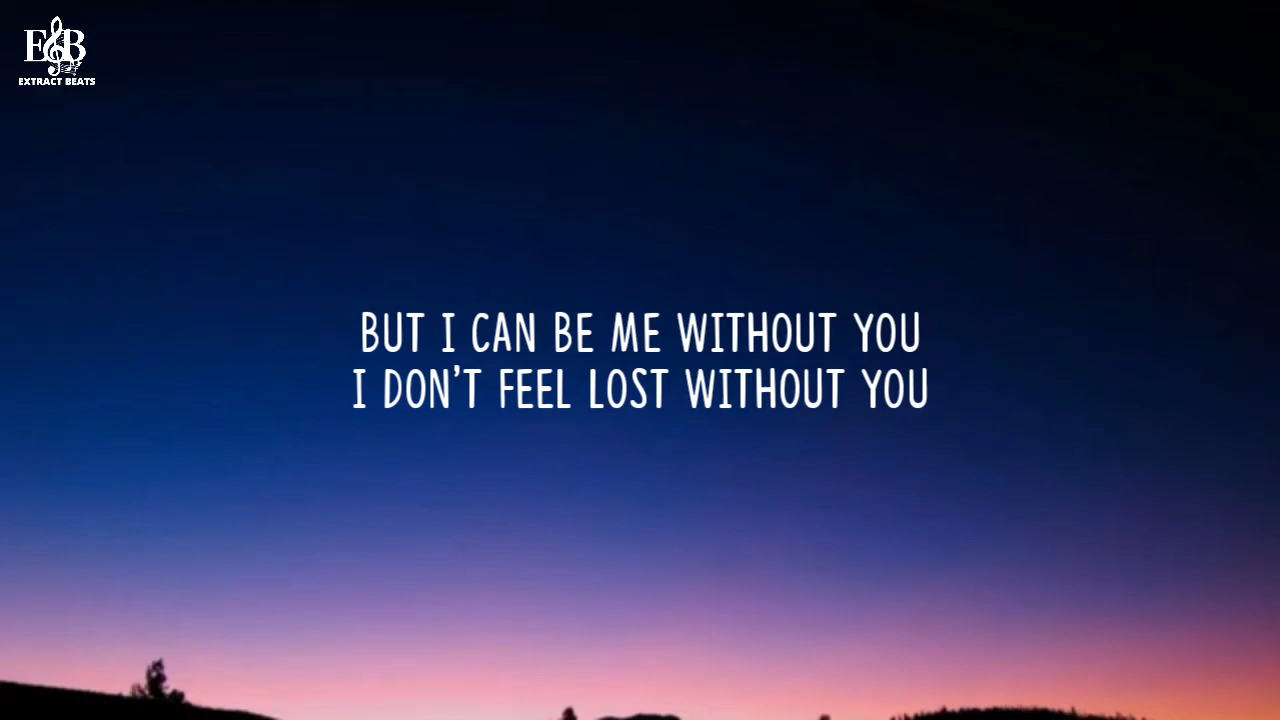 E&B
EXTRACT BEATS
BUT I CAN BE ME WITHOUT YOU
I DON'T FEEL LOST WITHOUT YOU